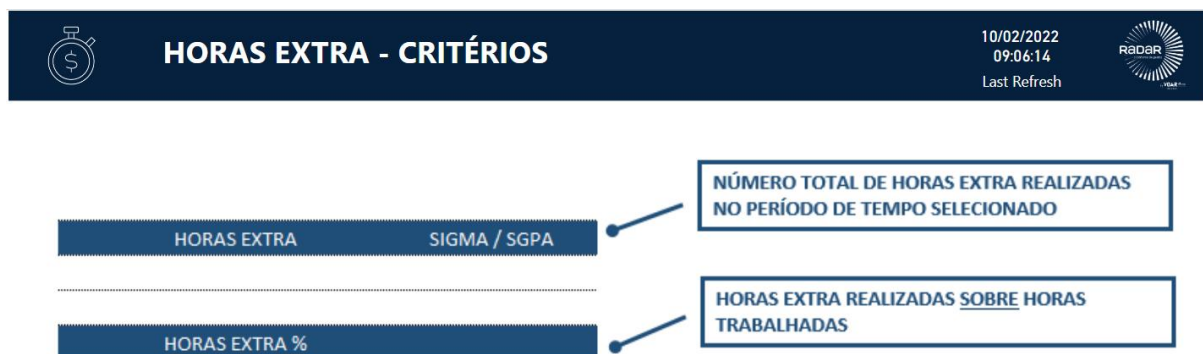 HORAS EXTRA - CRITÉRIOS
10/02/2022
09:06:14
Last Refresh
RADAR
NÚMERO TOTAL DE HORAS EXTRA REALIZADAS
NO PERÍODO DE TEMPO SELECIONADO
HORAS EXTRA SIGMA / SGPA
HORAS EXTRA REALIZADAS SOBRE HORAS
TRABALHADAS
HORAS EXTRA %